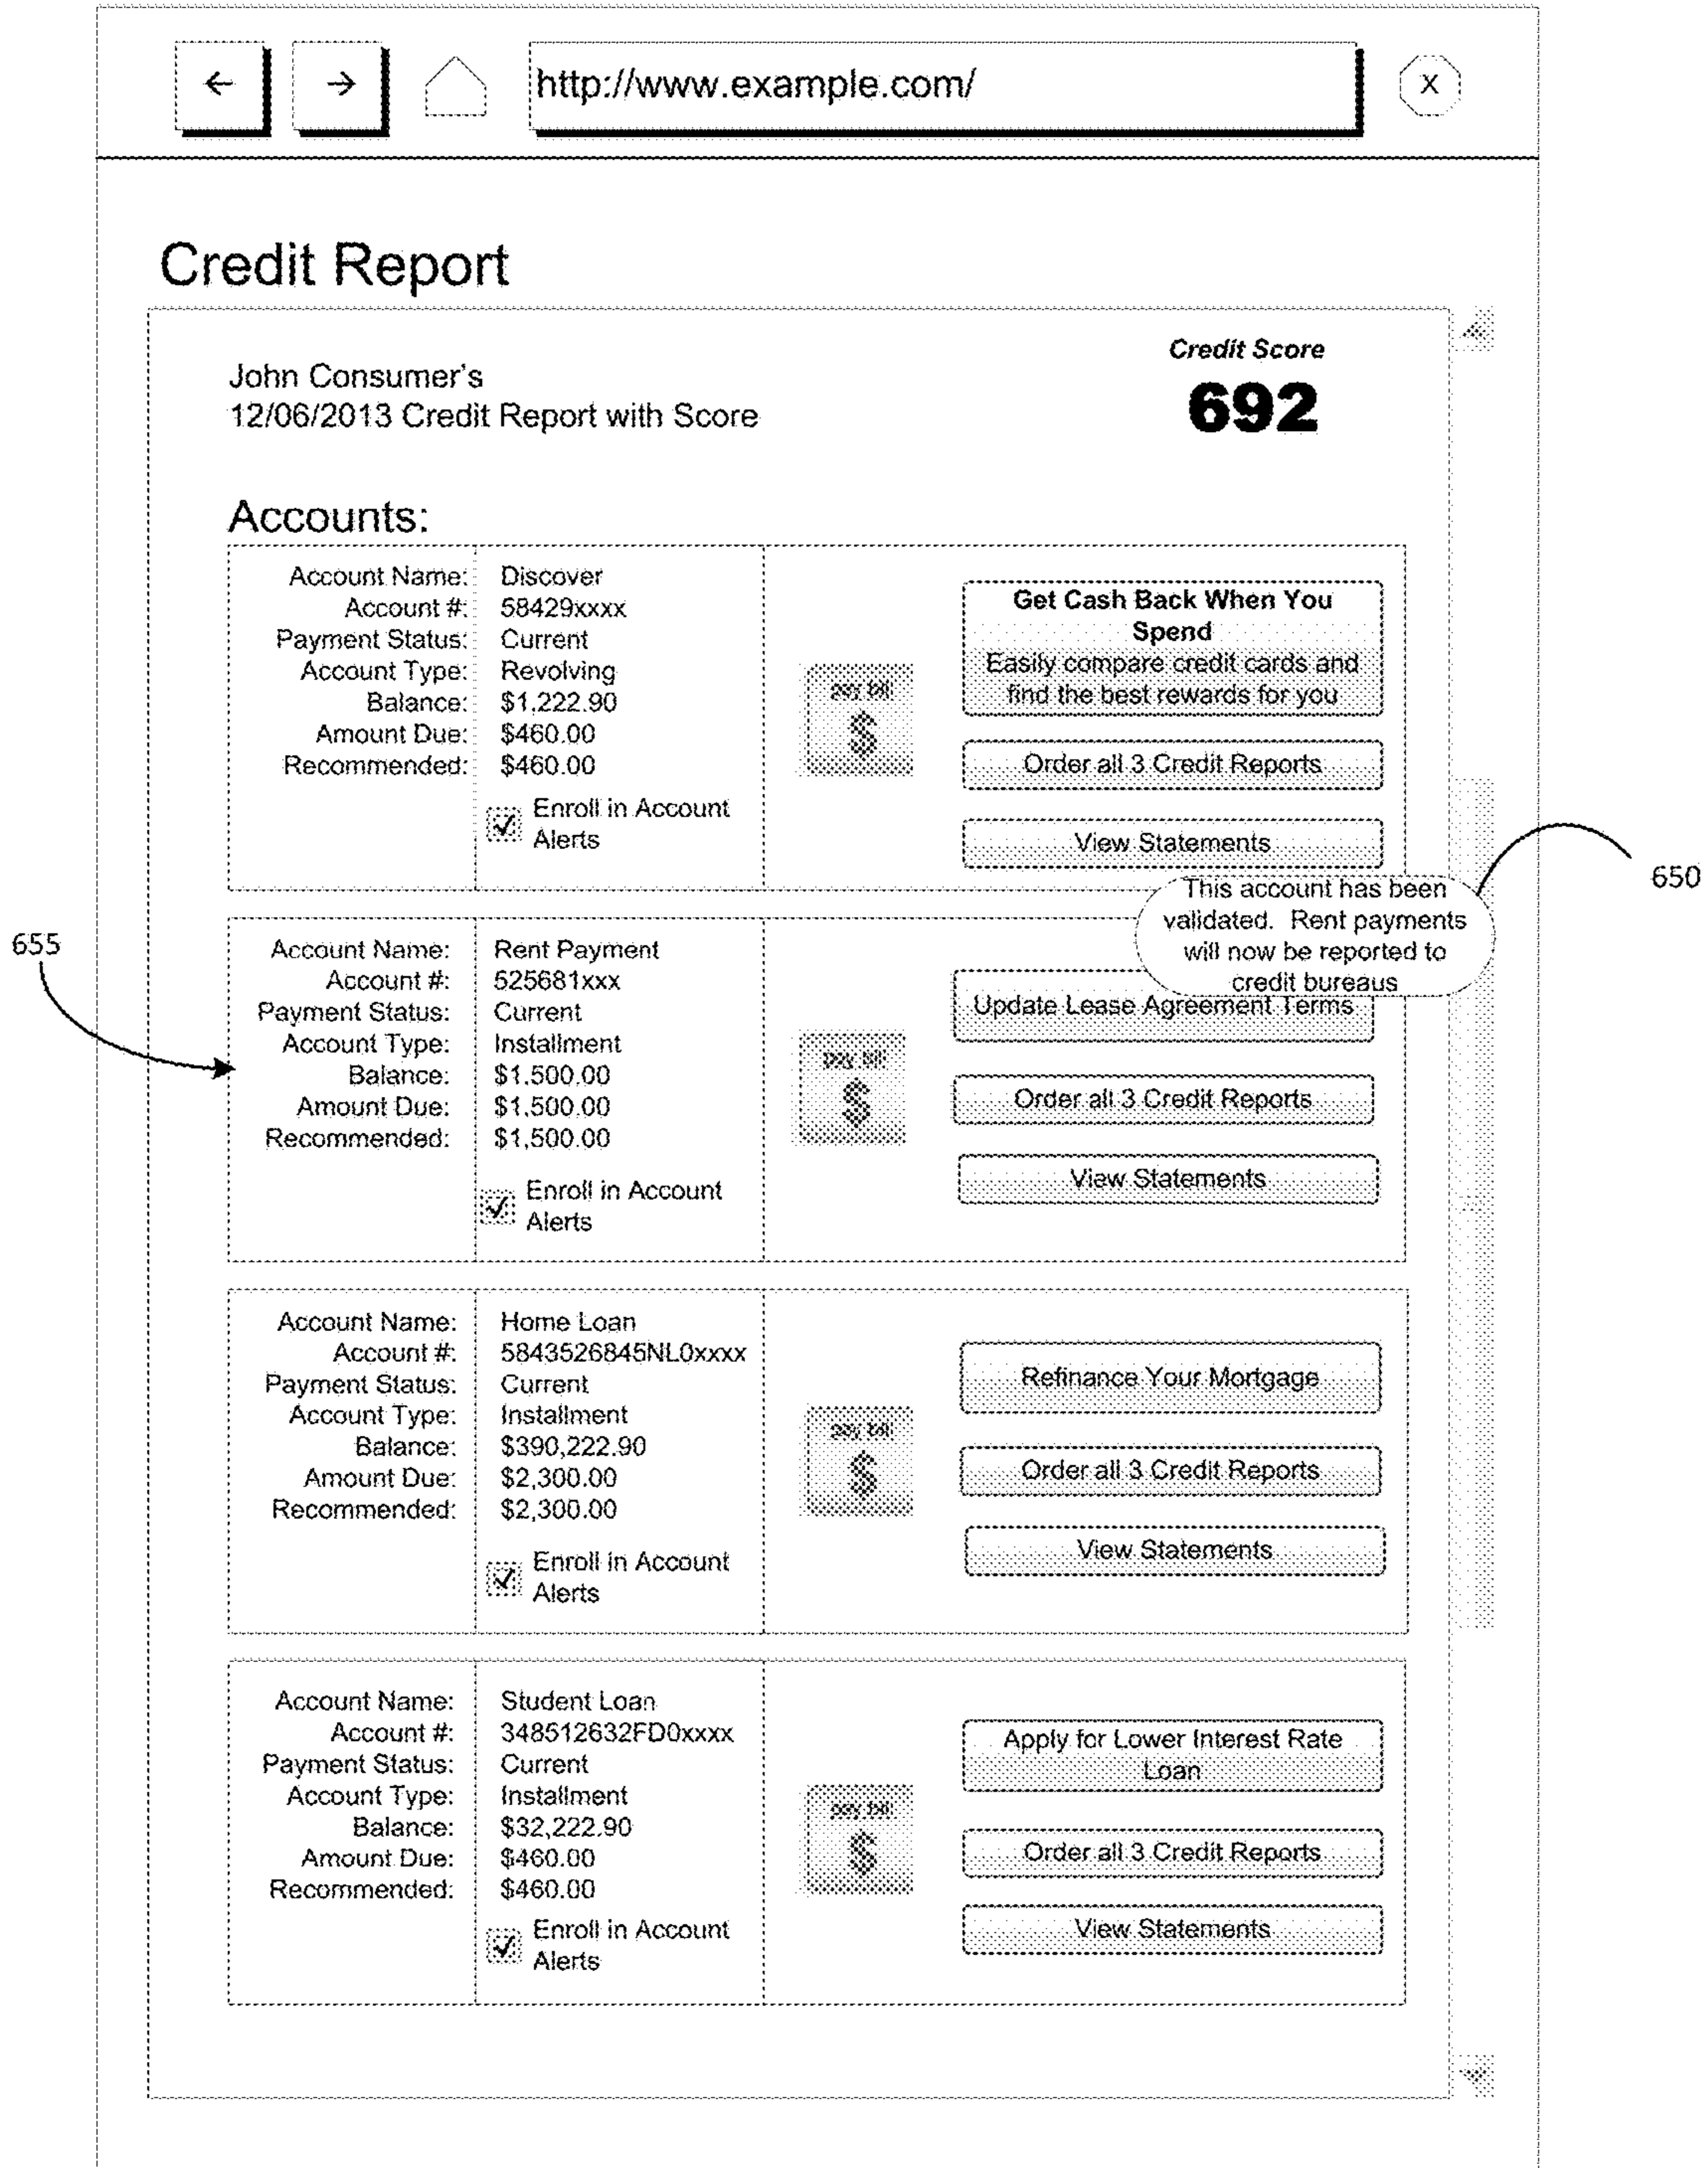 ←
→
http://www.example.com/
X
Credit Report
John Consumer's
12/06/2013 Credit Report with Score
Credit Score
692
Accounts:
Account Name: Discover
Account #: 58429xxxx
Payment Status: Current
Account Type: Revolving
Balance: $1,222.90
Amount Due: $460.00
Recommended: $460.00
Enroll in Account
Alerts
pay bill
$
Get Cash Back When You
Spend
Easily compare credit cards and
find the best rewards for you
Order all 3 Credit Reports
View Statements
650
This account has been
validated. Rent payments
will now be reported to
credit bureaus
655
Account Name: Rent Payment
Account #: 525681xxx
Payment Status: Current
Account Type: Installment
Balance: $1,500.00
Amount Due: $1,500.00
Recommended: $1,500.00
Enroll in Account
Alerts
pay bill
$
Update Lease Agreement Terms
Order all 3 Credit Reports
View Statements
Account Name: Home Loan
Account #: 5843526845NL0xxxx
Payment Status: Current
Account Type: Installment
Balance: $390,222.90
Amount Due: $2,300.00
Recommended: $2,300.00
Enroll in Account
Alerts
pay bill
$
Refinance Your Mortgage
Order all 3 Credit Reports
View Statements
Account Name: Student Loan
Account #: 348512632FD0xxxx
Payment Status: Current
Account Type: Installment
Balance: $32,222.90
Amount Due: $460.00
Recommended: $460.00
Enroll in Account
Alerts
pay bill
$
Apply for Lower Interest Rate
Loan
Order all 3 Credit Reports
View Statements